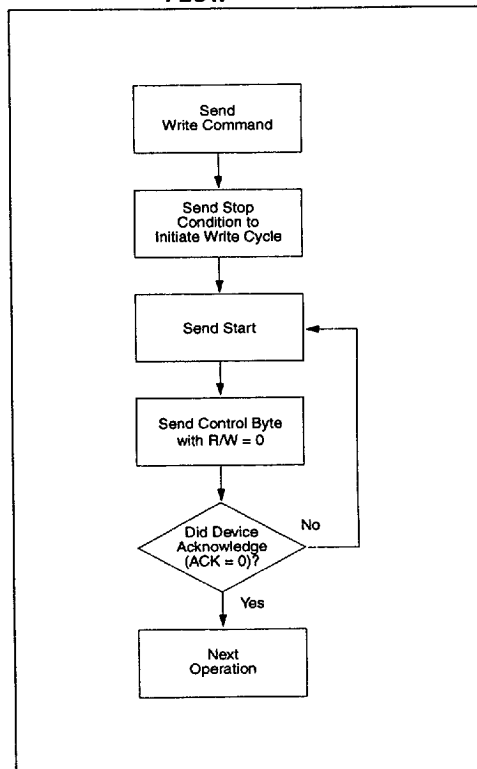 FLOW
Send
Write Command
Send Stop
Condition to
Initiate Write Cycle
Send Start
Send Control Byte
with R/W = 0
Did Device
Acknowledge
(ACK = 0)?
No
Yes
Next
Operation